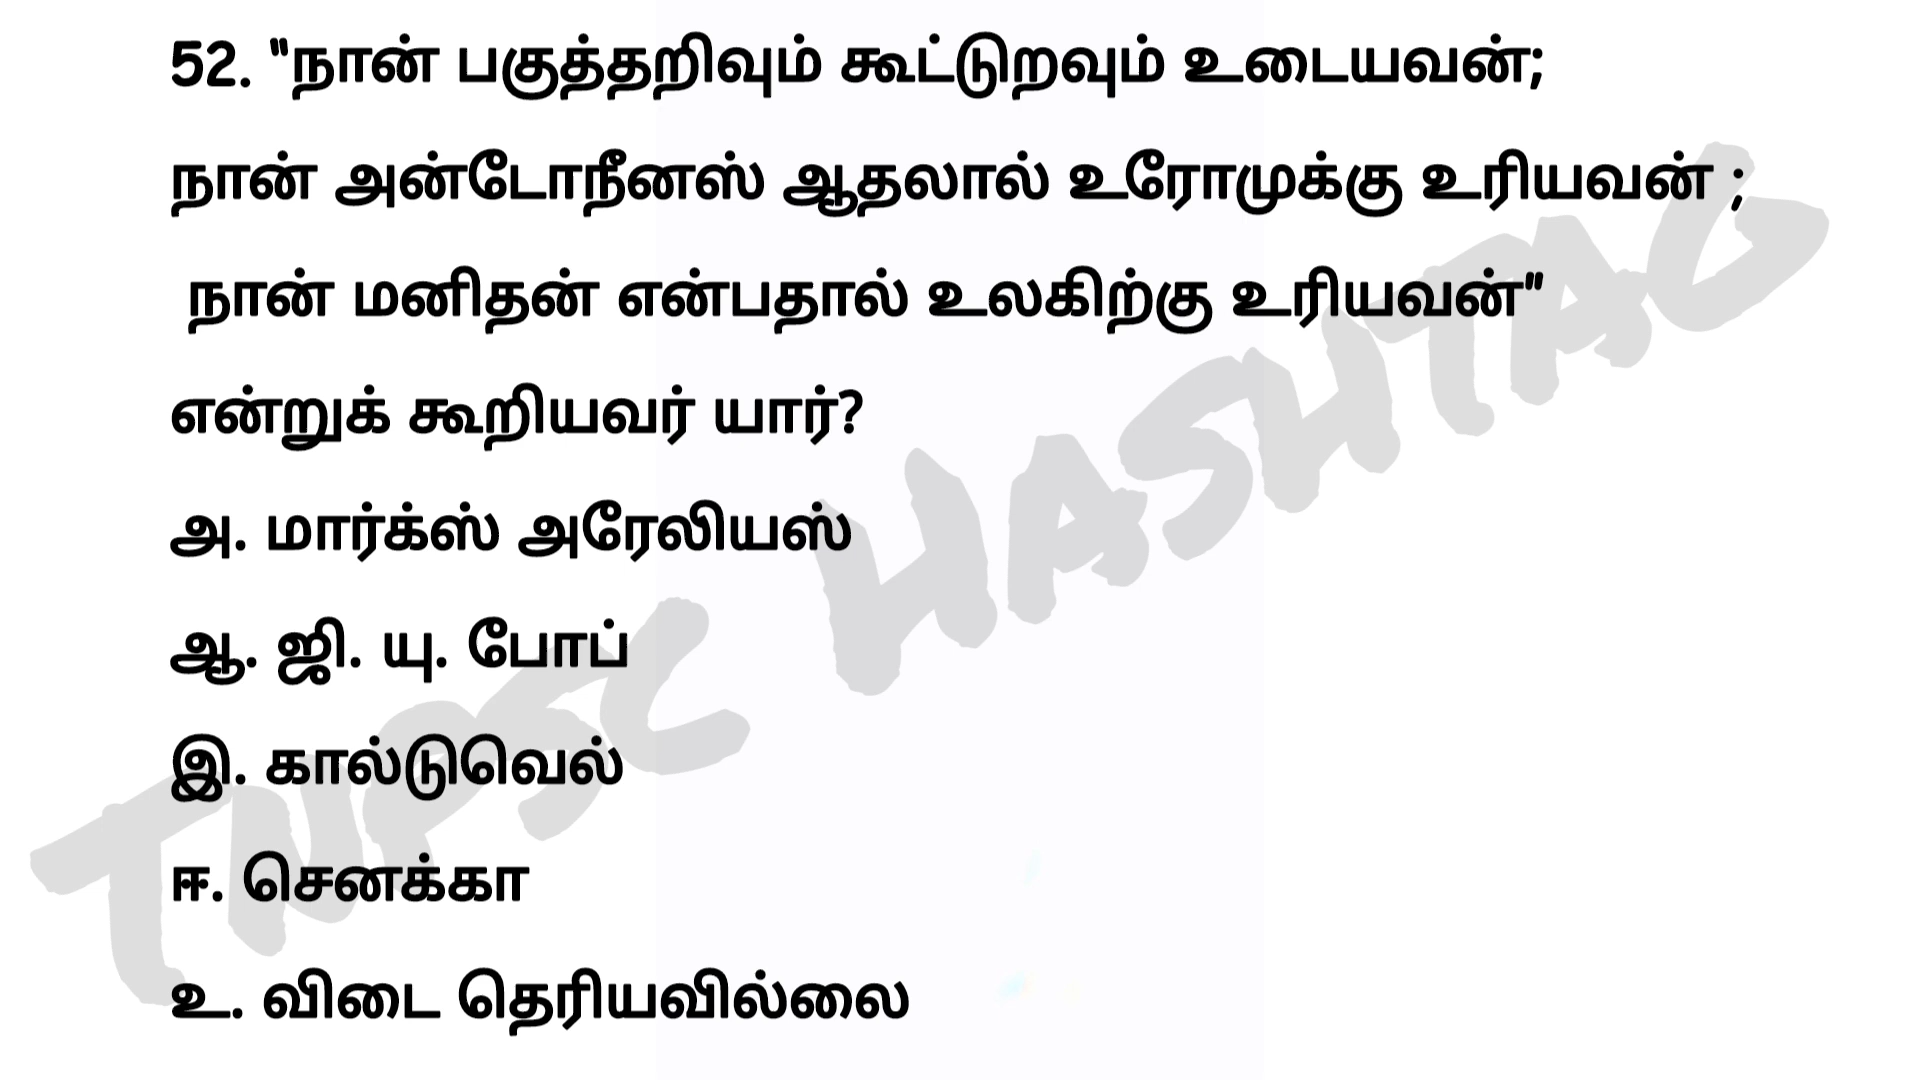 52. "நான் பகுத்தறிவும் கூட்டுறவும் உடையவன்;
நான் அன்டோநீனஸ் ஆதலால் உரோமுக்கு உரியவன் ;
நான் மனிதன் என்பதால் உலகிற்கு உரியவன்"
என்றுக் கூறியவர் யார்?
அ. மார்க்ஸ் அரேலியஸ்
ஆ. ஜி. யு. போப்
இ. கால்டுவெல்
ஈ. செனக்கா
உ. விடை தெரியவில்லை
TNPSC HASHTAG